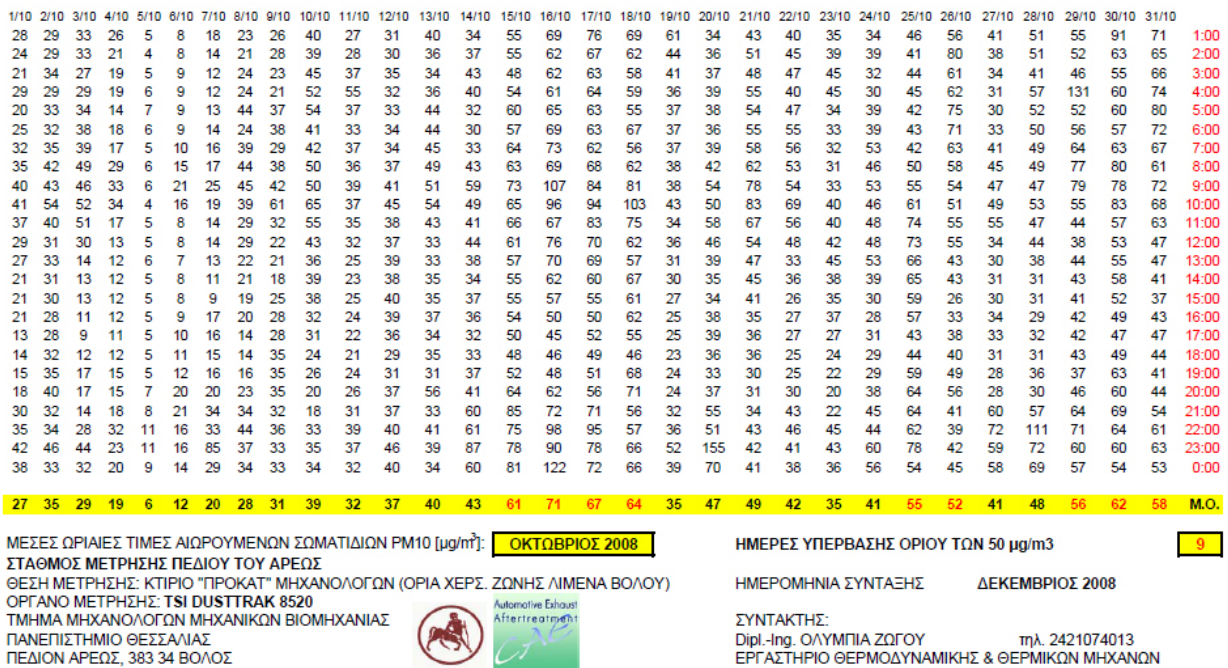 1/10 2/10 3/10 4/10 5/10 6/10 7/10 8/10 9/10 10/10 11/10 12/10 13/10 14/10 15/10 16/10 17/10 18/10 19/10 20/10 21/10 22/10 23/10 24/10 25/10 26/10 27/10 28/10 29/10 30/10 31/10
28 29 33 26 5 8 18 23 26 40 27 31 40 34 55 69 76 69 61 34 43 40 35 34 46 56 41 51 55 91 71 1:00
24 29 33 21 4 8 14 21 28 39 28 30 36 37 55 62 67 62 44 36 51 45 39 39 41 80 38 51 52 63 65 2:00
21 34 27 19 5 9 12 24 23 45 37 35 34 43 48 62 63 58 41 37 48 47 45 32 44 61 34 41 46 55 66 3:00
29 29 29 19 6 9 12 24 21 52 55 32 36 40 54 61 64 59 36 39 55 40 45 30 45 62 31 57 131 60 74 4:00
20 33 34 14 7 9 13 44 37 54 37 33 44 32 60 65 63 55 37 38 54 47 34 39 42 75 30 52 52 60 80 5:00
25 32 38 18 6 9 14 24 38 41 33 34 44 30 57 69 63 67 37 36 55 55 33 39 43 71 33 50 56 57 72 6:00
32 35 39 17 5 10 16 39 29 42 37 34 45 33 64 73 62 56 37 39 58 56 32 53 42 63 41 49 64 63 67 7:00
35 42 49 29 6 15 17 44 38 50 36 37 49 43 63 69 68 62 38 42 62 53 31 46 50 58 45 49 77 80 61 8:00
40 43 46 33 6 21 25 45 42 50 39 41 51 59 73 107 84 81 38 54 78 54 33 53 55 54 47 47 79 78 72 9:00
41 54 52 34 4 16 19 39 61 65 37 45 54 49 65 96 94 103 43 50 83 69 40 46 61 51 49 53 55 83 68 10:00
37 40 51 17 5 8 14 29 32 55 35 38 43 41 66 67 83 75 34 58 67 56 40 48 74 55 55 47 44 57 63 11:00
29 31 30 13 5 8 14 29 22 43 32 37 33 44 61 76 70 62 36 46 54 48 42 48 73 55 34 44 38 53 47 12:00
27 33 14 12 6 7 13 22 21 36 25 39 33 38 57 70 69 57 31 39 47 33 45 53 66 43 30 38 44 55 47 13:00
21 31 13 12 5 8 11 21 18 39 23 38 35 34 55 62 60 67 30 35 45 36 38 39 65 43 31 31 43 58 41 14:00
21 30 13 12 5 8 9 19 25 38 25 40 35 37 55 57 55 61 27 34 41 26 35 30 59 26 30 31 41 52 37 15:00
21 28 11 12 5 9 17 20 28 32 24 39 37 36 54 50 50 62 25 38 35 27 37 28 57 33 34 29 42 49 43 16:00
13 28 9 11 5 10 16 14 28 31 22 36 34 32 50 45 52 55 25 39 36 27 27 31 43 38 33 32 42 47 47 17:00
14 32 12 12 5 11 15 14 35 24 21 29 35 33 48 46 49 46 23 36 36 25 24 29 44 40 31 31 43 49 44 18:00
15 35 17 15 5 12 16 16 35 26 24 31 31 37 52 48 51 68 24 33 30 25 22 29 59 49 28 36 37 63 41 19:00
18 40 17 15 7 20 20 23 35 20 26 37 56 41 64 62 56 71 24 37 31 30 20 38 64 56 28 30 46 60 44 20:00
30 32 14 18 8 21 34 34 32 18 31 37 33 60 85 72 71 56 32 55 34 43 22 45 64 41 60 57 64 69 54 21:00
35 34 28 32 11 16 33 44 36 33 39 40 41 61 75 98 95 57 36 51 43 46 45 44 62 39 72 111 71 64 61 22:00
42 46 44 23 11 16 85 37 33 35 37 46 39 87 78 90 78 66 52 155 42 41 43 60 78 42 59 72 60 60 63 23:00
38 33 32 20 9 14 29 34 33 34 32 40 34 60 81 122 72 66 39 70 41 38 36 56 54 45 58 69 57 54 53 0:00
27 35 29 19 6 12 20 28 31 39 32 37 40 43 61 71 67 64 35 47 49 42 35 41 55 52 41 48 56 62 58 Μ.Ο.
ΜΕΣΕΣ ΩΡΙΑΙΕΣ ΤΙΜΕΣ ΑΙΩΡΟΥΜΕΝΩΝ ΣΩΜΑΤΙΔΙΩΝ PM10 [μg/m³]: ΟΚΤΩΒΡΙΟΣ 2008 ΗΜΕΡΕΣ ΥΠΕΡΒΑΣΗΣ ΟΡΙΟΥ ΤΩΝ 50 μg/m3 9
ΣΤΑΘΜΟΣ ΜΕΤΡΗΣΗΣ ΠΕΔΙΟΥ ΤΟΥ ΑΡΕΩΣ
ΘΕΣΗ ΜΕΤΡΗΣΗΣ: ΚΤΙΡΙΟ "ΠΡΟΚΑΤ" ΜΗΧΑΝΟΛΟΓΩΝ (ΟΡΙΑ ΧΕΡΣ. ΖΩΝΗΣ ΛΙΜΕΝΑ ΒΟΛΟΥ) ΗΜΕΡΟΜΗΝΙΑ ΣΥΝΤΑΞΗΣ ΔΕΚΕΜΒΡΙΟΣ 2008
ΟΡΓΑΝΟ ΜΕΤΡΗΣΗΣ: TSI DUSTTRAK 8520
ΤΜΗΜΑ ΜΗΧΑΝΟΛΟΓΩΝ ΜΗΧΑΝΙΚΩΝ ΒΙΟΜΗΧΑΝΙΑΣ
ΠΑΝΕΠΙΣΤΗΜΙΟ ΘΕΣΣΑΛΙΑΣ
ΠΕΔΙΟΝ ΑΡΕΩΣ, 383 34 ΒΟΛΟΣ
Automotive Exhaust
Aftertreatment
ΣΥΝΤΑΚΤΗΣ:
Dipl.-Ing. ΟΛΥΜΠΙΑ ΖΩΓΟΥ τηλ. 2421074013
ΕΡΓΑΣΤΗΡΙΟ ΘΕΡΜΟΔΥΝΑΜΙΚΗΣ & ΘΕΡΜΙΚΩΝ ΜΗΧΑΝΩΝ